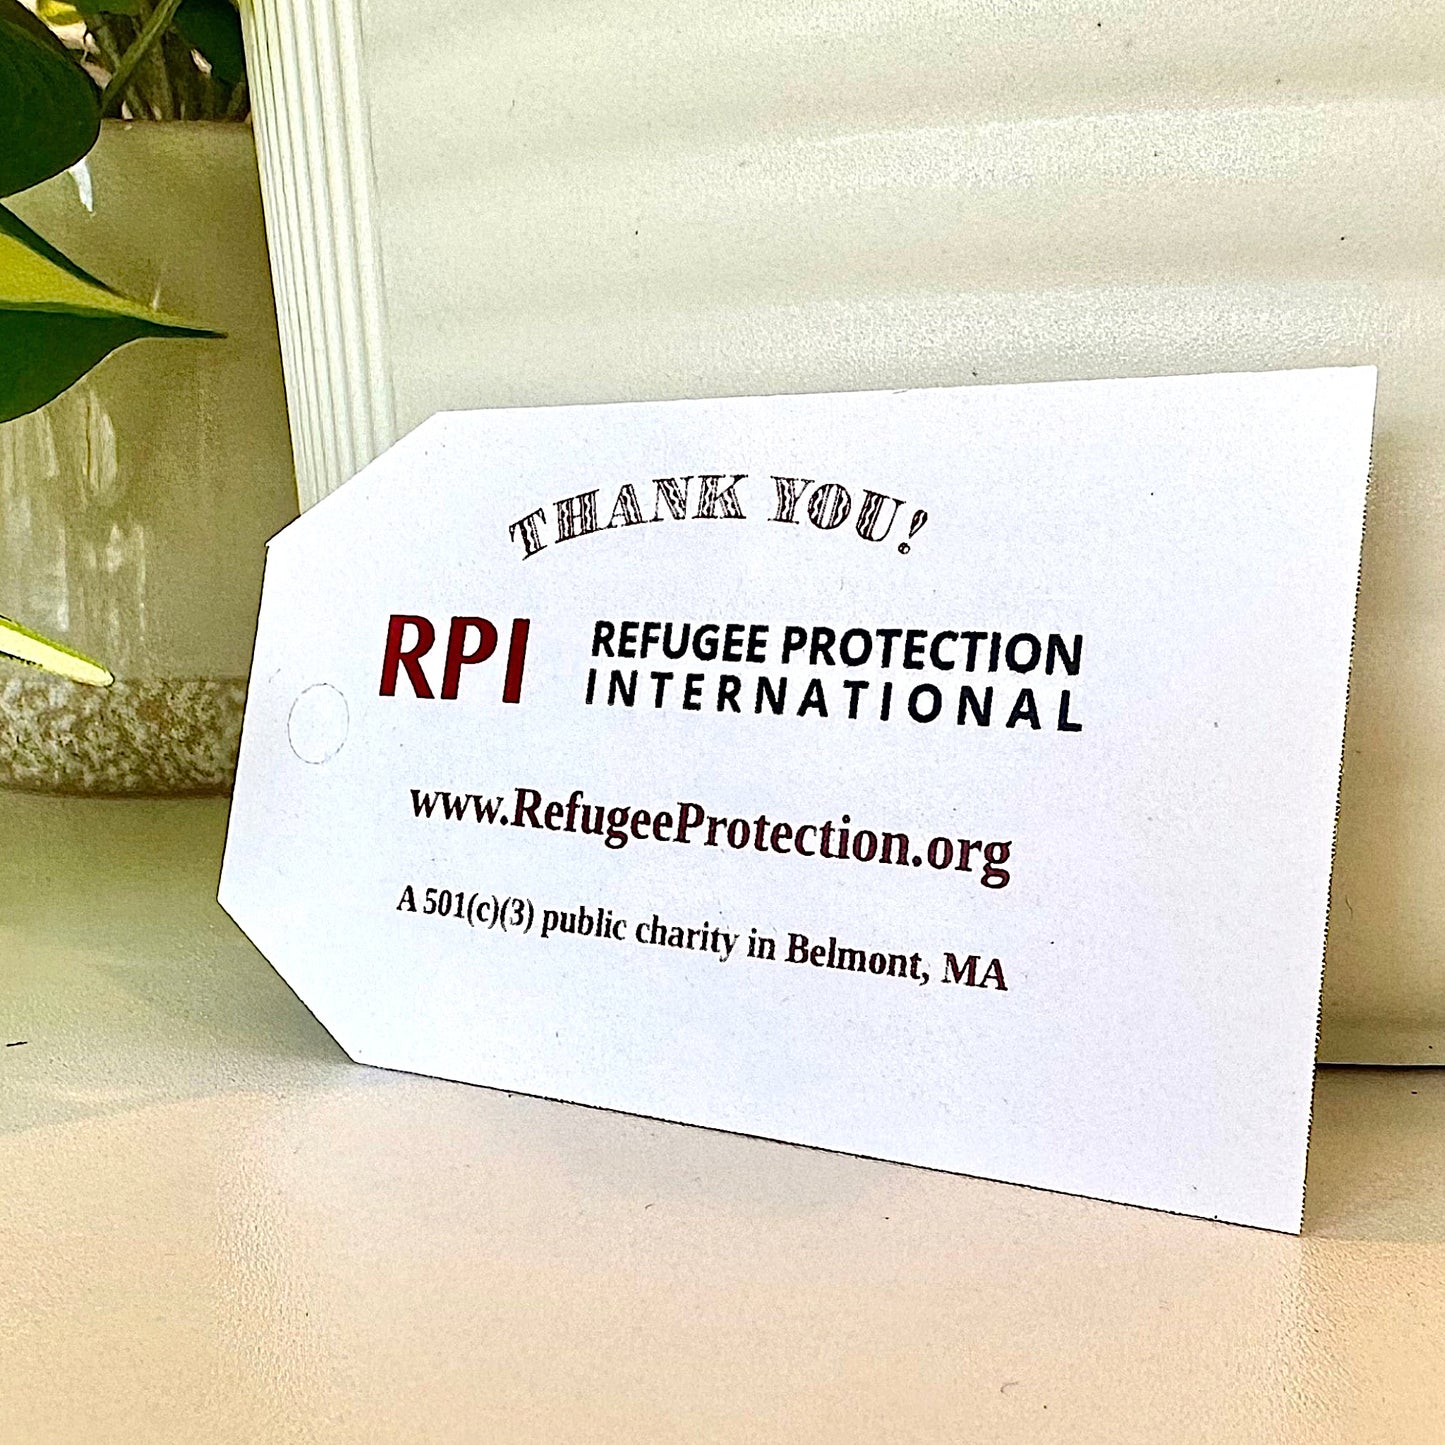 THANK YOU!
RPI
REFUGEE PROTECTION
INTERNATIONAL
www.RefugeeProtection.org
A 501(c)(3) public charity in Belmont, MA